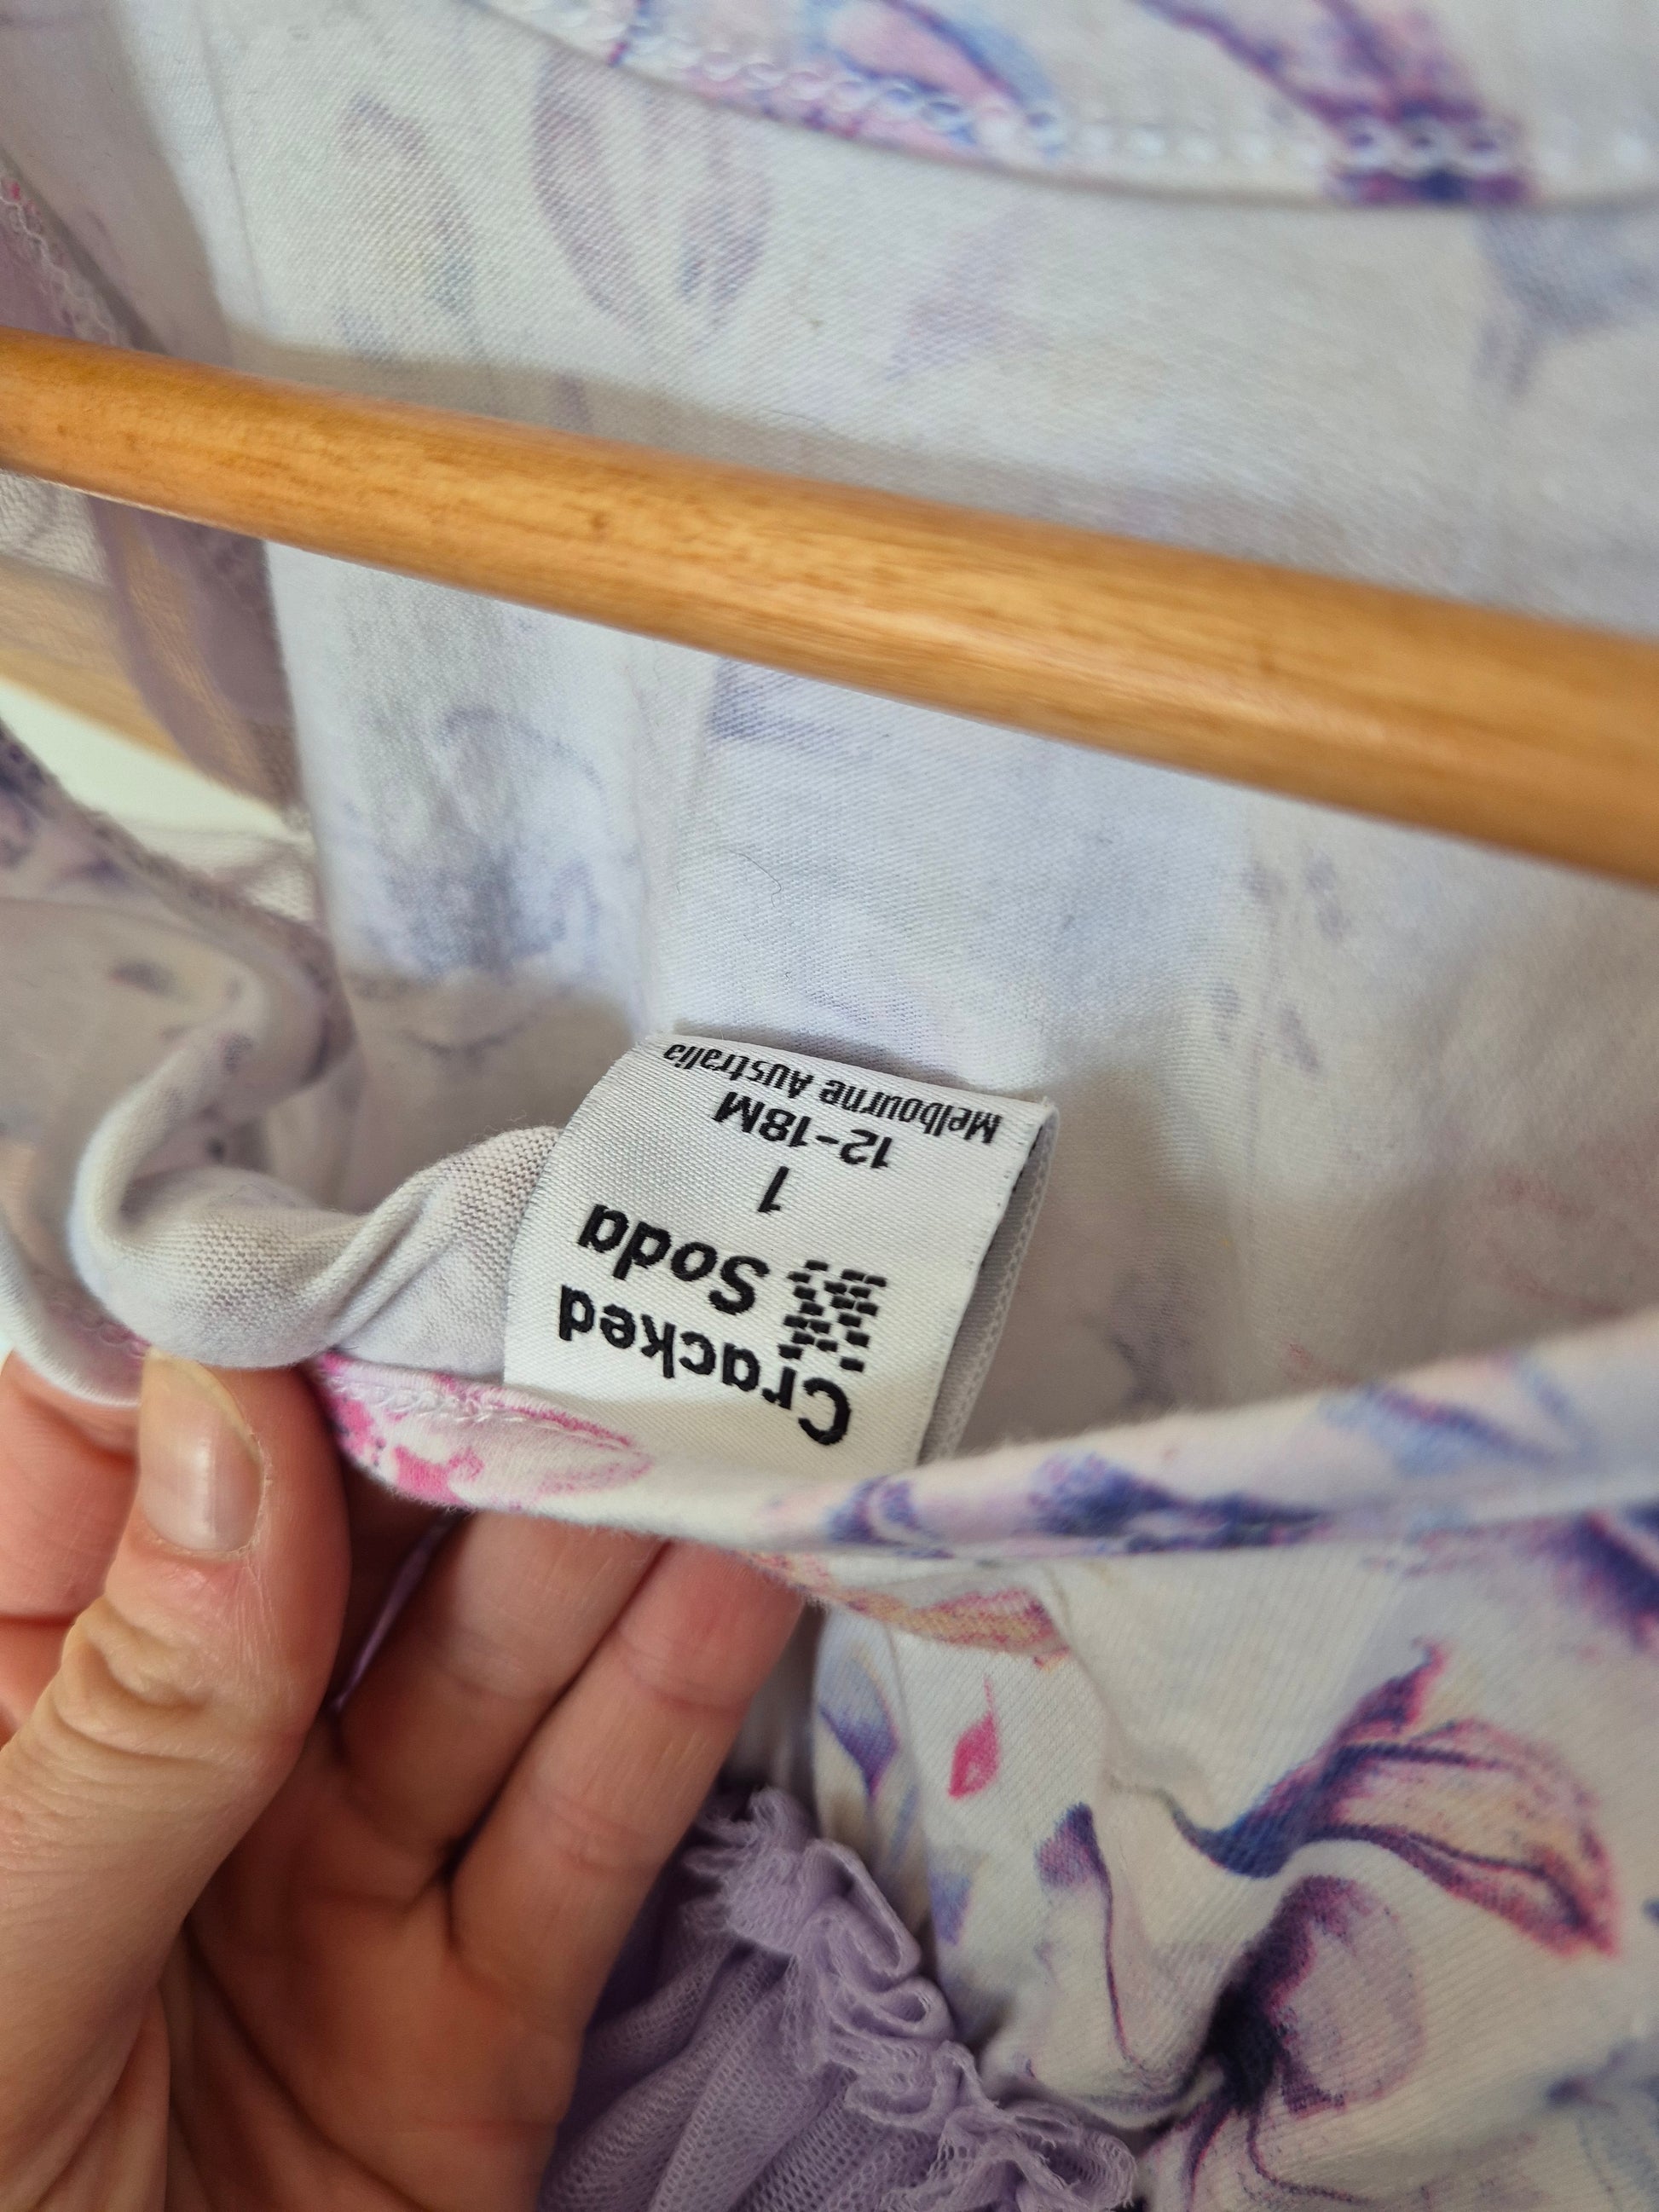 Cracked
Soda
1
12-18M
Melbourne Australia